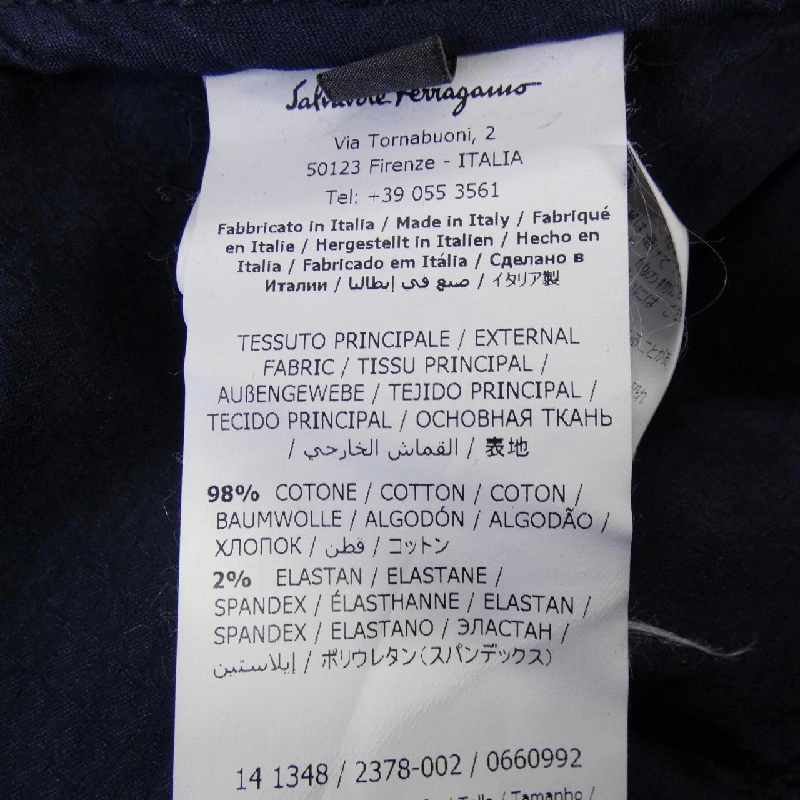 Salvatore Ferragamo
Via Tornabuoni, 2
50123 Firenze - ITALIA
Tel: +39 055 3561
Fabbricato in Italia / Made in Italy / Fabriqué
en Italie / Hergestellt in Italien / Hecho en
Italia / Fabricado em Itália / Сделано в
Италии / صنع في إيطاليا / イタリア製
TESSUTO PRINCIPALE / EXTERNAL
FABRIC / TISSU PRINCIPAL /
AUßENGEWEBE / TEJIDO PRINCIPAL /
TECIDO PRINCIPAL / ОСНОВНАЯ ТКАНЬ
/ القماش الخارجي / 表地
98% COTONE / COTTON / COTON /
BAUMWOLLE / ALGODÓN / ALGODÃO /
ХЛОПОК / قطن / コットン
2% ELASTAN / ELASTANE /
SPANDEX / ÉLASTHANNE / ELASTAN /
SPANDEX / ELASTANO / ЭЛАСТАН /
إيلاستين / ポリウレタン(スパンデックス)
14 1348 / 2378-002 / 0660992
Tamanho /